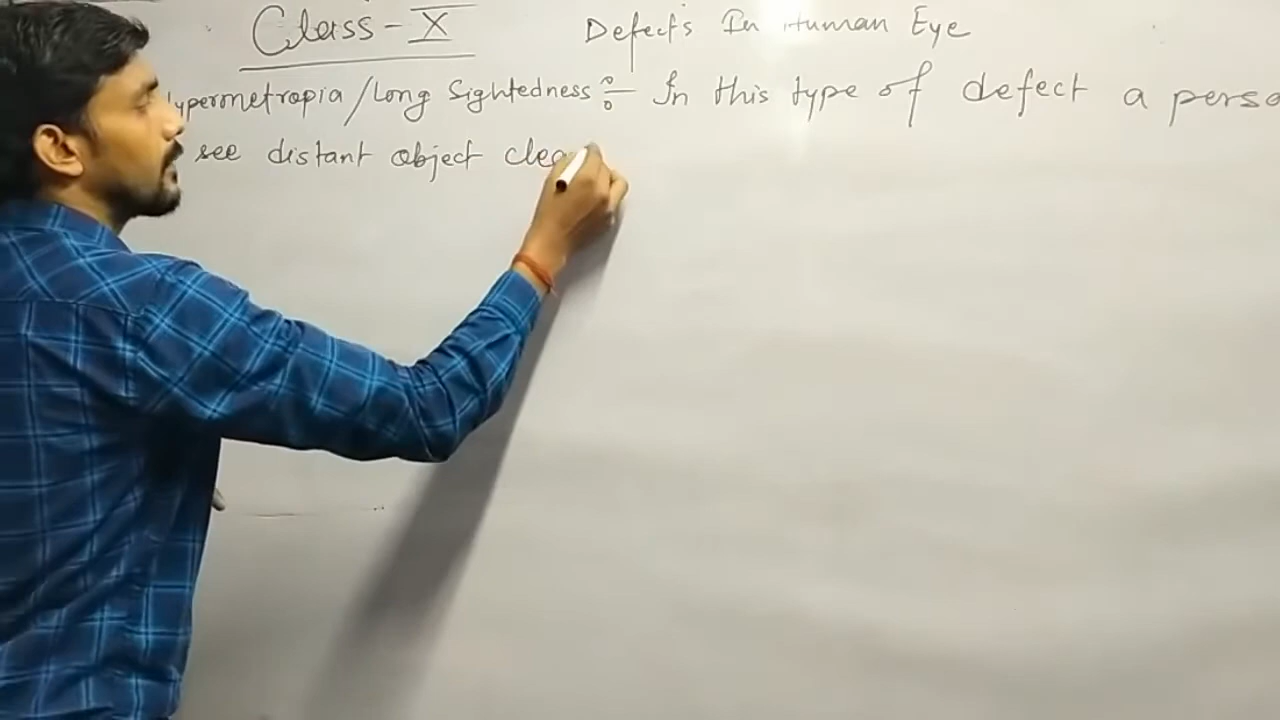 Class - X Defects In Human Eye
ypermetropia / Long Sightedness :- In this type of defect a perso
see distant object clea